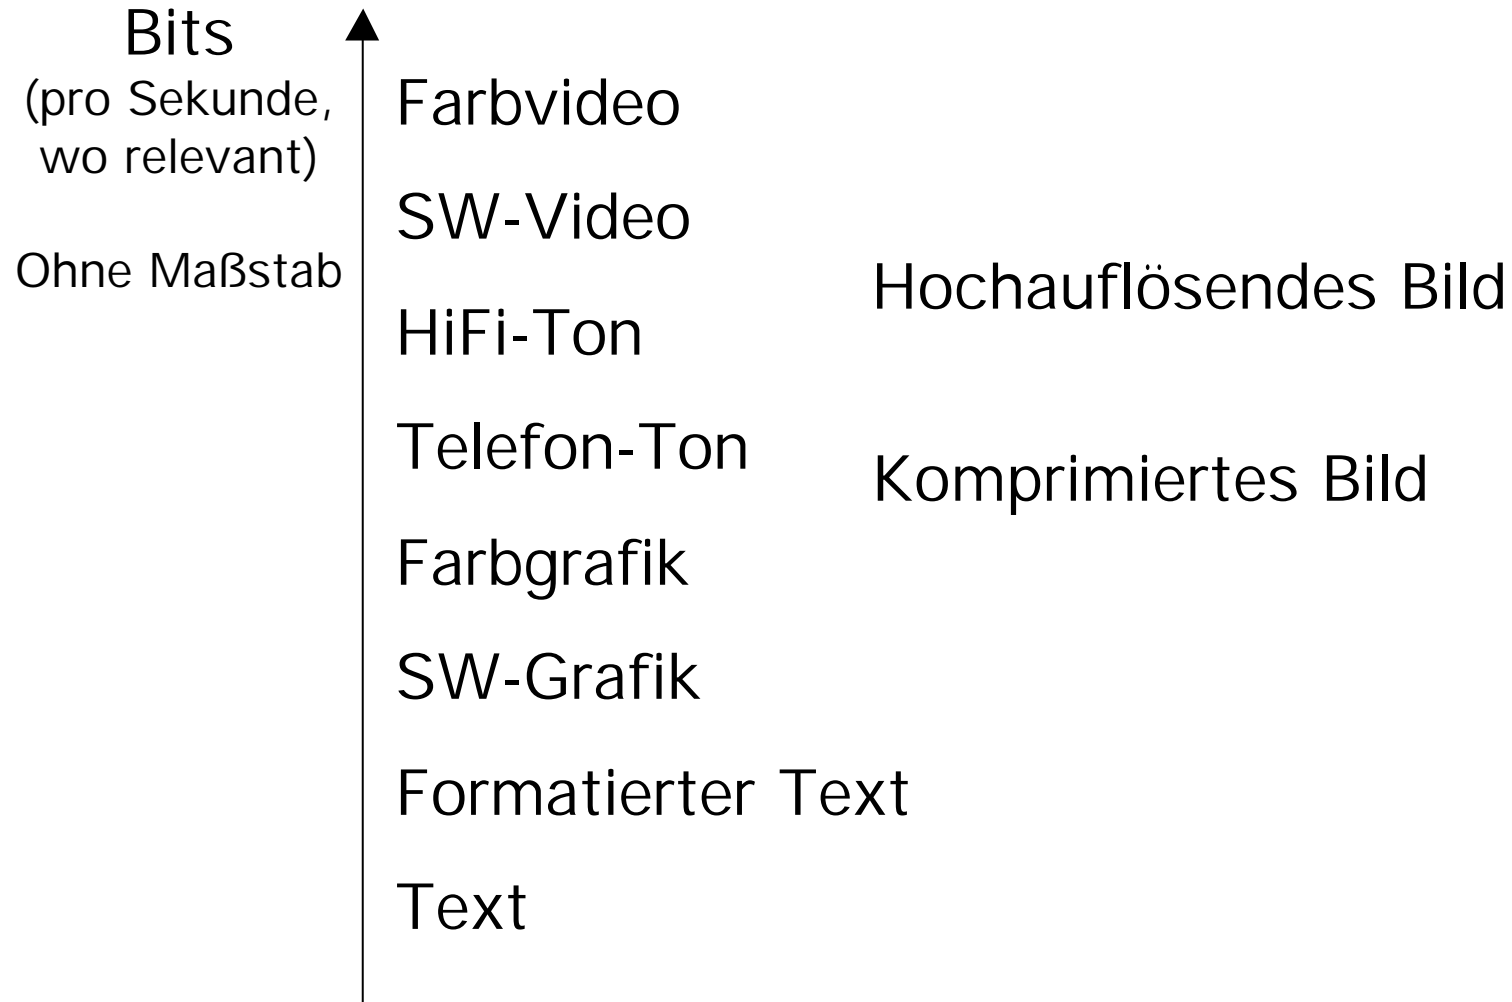 Bits
(pro Sekunde,
wo relevant)
Ohne Maßstab
Farbvideo
SW-Video
HiFi-Ton
Telefon-Ton
Farbgrafik
SW-Grafik
Formatierter Text
Text
Hochauflösendes Bild
Komprimiertes Bild